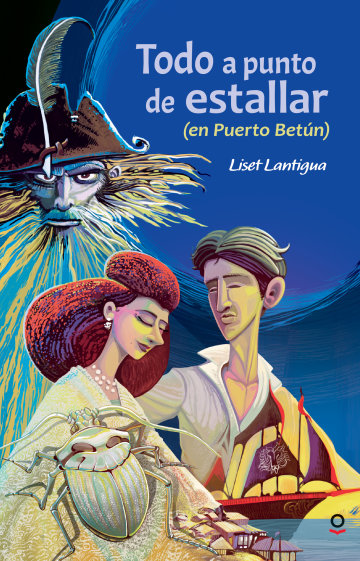 Todo a punto
de estallar
(en Puerto Betún)
Liset Lantigua